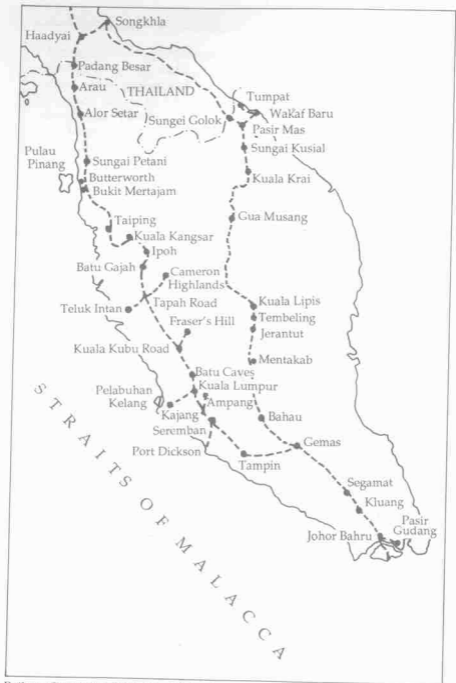 Songkhla
Haadyai
Padang Besar
Arau
THAILAND
Tumpat
Alor Setar
Sungei Golok
Wakaf Baru
Pasir Mas
Pulau
Pinang
Sungai Petani
Sungai Kusial
Butterworth
Bukit Mertajam
Kuala Krai
Taiping
Kuala Kangsar
Gua Musang
Ipoh
Batu Gajah
Cameron
Highlands
Teluk Intan
Tapah Road
Kuala Lipis
Tembeling
Jerantut
Fraser's Hill
Kuala Kubu Road
Mentakab
Batu Caves
Kuala Lumpur
Pelabuhan
Kelang
Ampang
Kajang
Seremban
Bahau
Port Dickson
Gemas
Tampin
Segamat
Kluang
Johor Bahru
Pasir
Gudang
STRAITS OF MALACCA